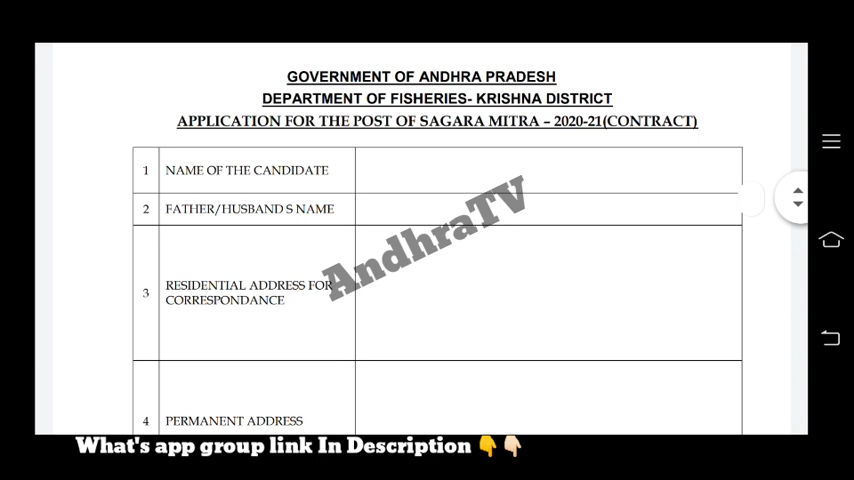 GOVERNMENT OF ANDHRA PRADESH
DEPARTMENT OF FISHERIES- KRISHNA DISTRICT
APPLICATION FOR THE POST OF SAGARA MITRA – 2020-21(CONTRACT)
1 NAME OF THE CANDIDATE
2 FATHER/HUSBAND S NAME
AndhraTV
3 RESIDENTIAL ADDRESS FOR
CORRESPONDANCE
4 PERMANENT ADDRESS
What's app group link In Description 👇👇🏻